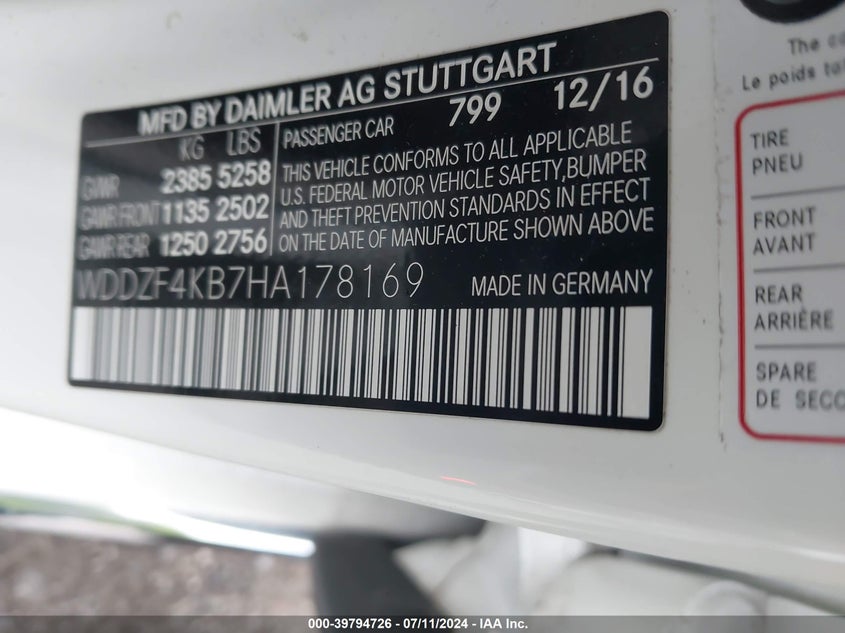 MFD BY DAIMLER AG STUTTGART
KG LBS
GVWR 2385 5258
GAWR FRONT 1135 2502
GAWR REAR 1250 2756
PASSENGER CAR 799 12/16
THIS VEHICLE CONFORMS TO ALL APPLICABLE
U.S. FEDERAL MOTOR VEHICLE SAFETY,BUMPER
AND THEFT PREVENTION STANDARDS IN EFFECT
ON THE DATE OF MANUFACTURE SHOWN ABOVE
WDDZF4KB7HA178169 MADE IN GERMANY
The
Le poids
TIRE
PNEU
FRONT
AVANT
REAR
ARRIÈRE
SPARE
DE
000-39794726 - 07/11/2024 - IAA Inc.